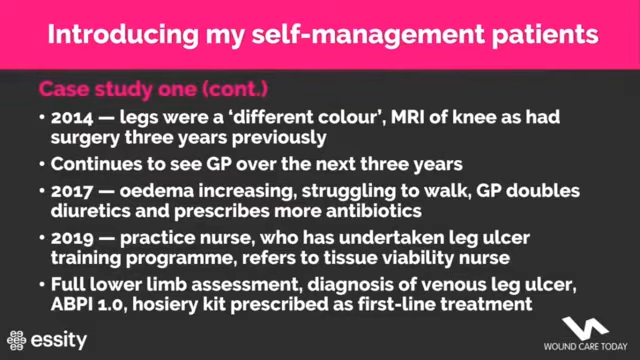 Introducing my self-management patients
Case study one (cont.)
• 2014 — legs were a ‘different colour’, MRI of knee as had
surgery three years previously
• Continues to see GP over the next three years
• 2017 — oedema increasing, struggling to walk, GP doubles
diuretics and prescribes more antibiotics
• 2019 — practice nurse, who has undertaken leg ulcer
training programme, refers to tissue viability nurse
• Full lower limb assessment, diagnosis of venous leg ulcer,
ABPI 1.0, hosiery kit prescribed as first-line treatment
essity
WOUND CARE TODAY